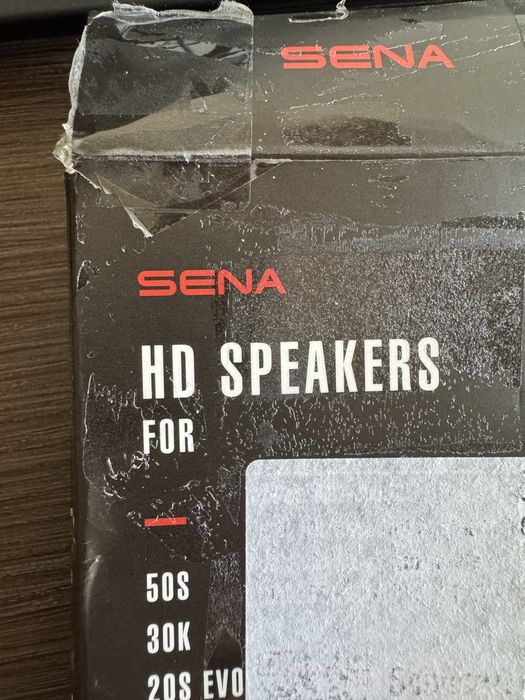 SENA
SENA
HD SPEAKERS
FOR
50S
30K
20S EVO